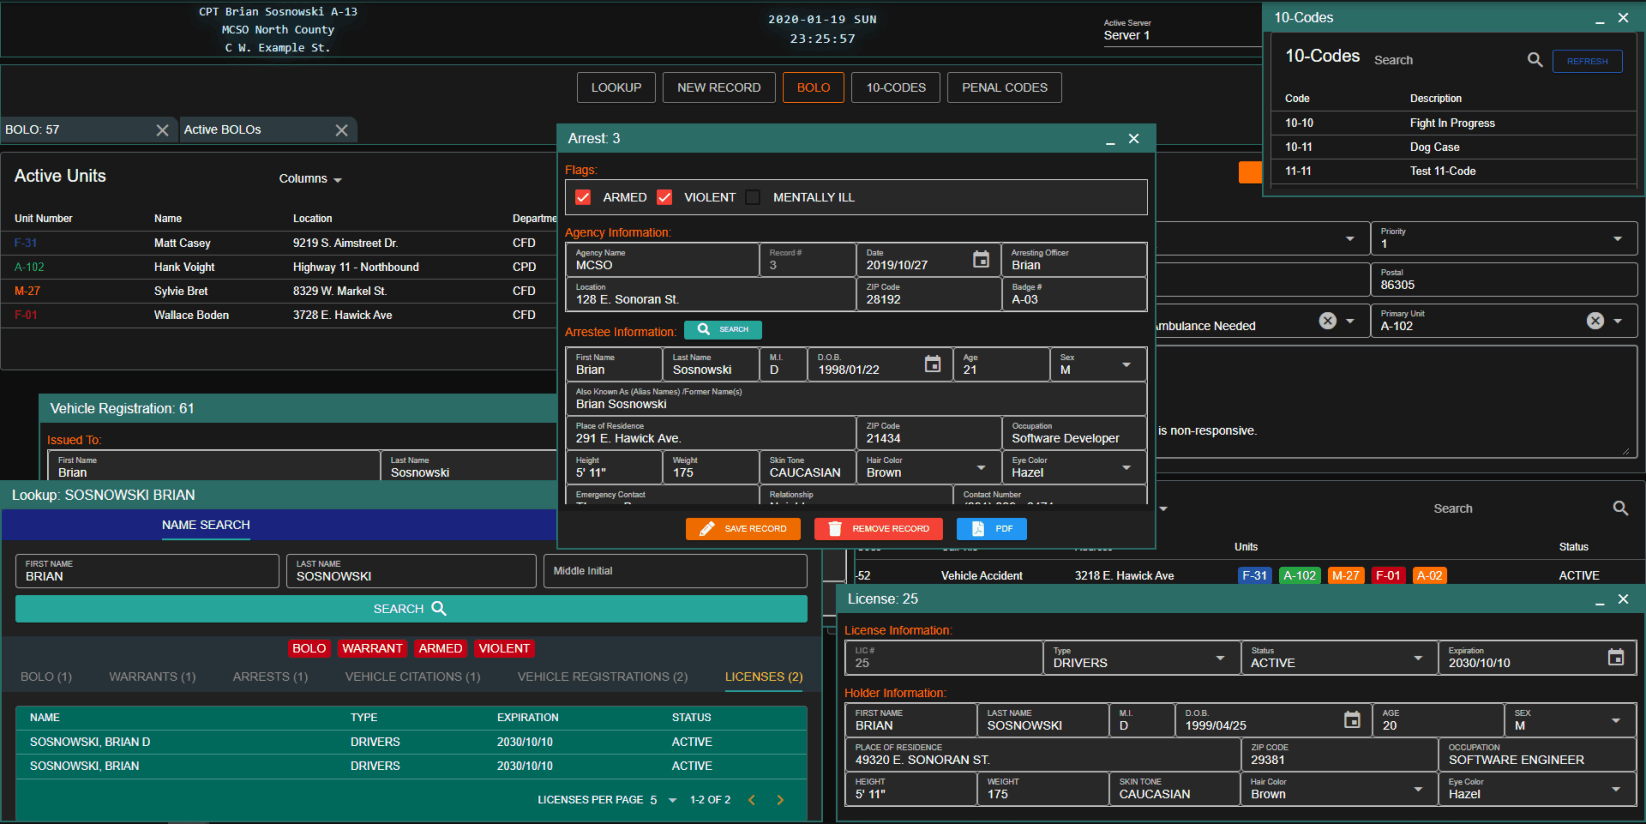 CPT Brian Sosnowski A-13
MCSO North County
C W. Example St.
2020-01-19 SUN
23:25:57
Active Server
Server 1
LOOKUP NEW RECORD BOLO 10-CODES PENAL CODES
BOLO: 57 Active BOLOs
Active Units Columns
Unit Number Name Location Departme
F-31 Matt Casey 9219 S. Aimstreet Dr. CFD
A-102 Hank Voight Highway 11 - Northbound CPD
M-27 Sylvie Bret 8329 W. Markel St. CFD
F-01 Wallace Boden 3728 E. Hawick Ave CFD
Vehicle Registration: 61
Issued To:
First Name Last Name
Brian Sosnowski
Lookup: SOSNOWSKI BRIAN
NAME SEARCH
FIRST NAME LAST NAME Middle Initial
BRIAN SOSNOWSKI
SEARCH
BOLO WARRANT ARMED VIOLENT
BOLO (1) WARRANTS (1) ARRESTS (1) VEHICLE CITATIONS (1) VEHICLE REGISTRATIONS (2) LICENSES (2)
NAME TYPE EXPIRATION STATUS
SOSNOWSKI, BRIAN D DRIVERS 2030/10/10 ACTIVE
SOSNOWSKI, BRIAN DRIVERS 2030/10/10 ACTIVE
LICENSES PER PAGE 5 1-2 OF 2
Arrest: 3
Flags:
ARMED VIOLENT MENTALLY ILL
Agency Information:
Agency Name Record # Date Arresting Officer
MCSO 3 2019/10/27 Brian
Location ZIP Code Badge #
128 E. Sonoran St. 28192 A-03
Arrestee Information: SEARCH
First Name Last Name M.I. D.O.B. Age Sex
Brian Sosnowski D 1998/01/22 21 M
Also Known As (Alias Names) /Former Name(s)
Brian Sosnowski
Place of Residence ZIP Code Occupation
291 E. Hawick Ave. 21434 Software Developer
Height Weight Skin Tone Hair Color Eye Color
5' 11" 175 CAUCASIAN Brown Hazel
Emergency Contact Relationship Contact Number
SAVE RECORD REMOVE RECORD PDF
10-Codes
10-Codes Search REFRESH
Code Description
10-10 Fight In Progress
10-11 Dog Case
11-11 Test 11-Code
Priority
1
Postal
86305
mbulance Needed
Primary Unit
A-102
is non-responsive.
Search
Units Status
-52 Vehicle Accident 3218 E. Hawick Ave F-31 A-102 M-27 F-01 A-02 ACTIVE
License: 25
License Information:
LIC # Type Status Expiration
25 DRIVERS ACTIVE 2030/10/10
Holder Information:
FIRST NAME LAST NAME M.I. D.O.B. AGE SEX
BRIAN SOSNOWSKI D 1999/04/25 20 M
PLACE OF RESIDENCE ZIP CODE OCCUPATION
49320 E. SONORAN ST. 29381 SOFTWARE ENGINEER
HEIGHT WEIGHT SKIN TONE Hair Color Eye Color
5' 11" 175 CAUCASIAN Brown Hazel